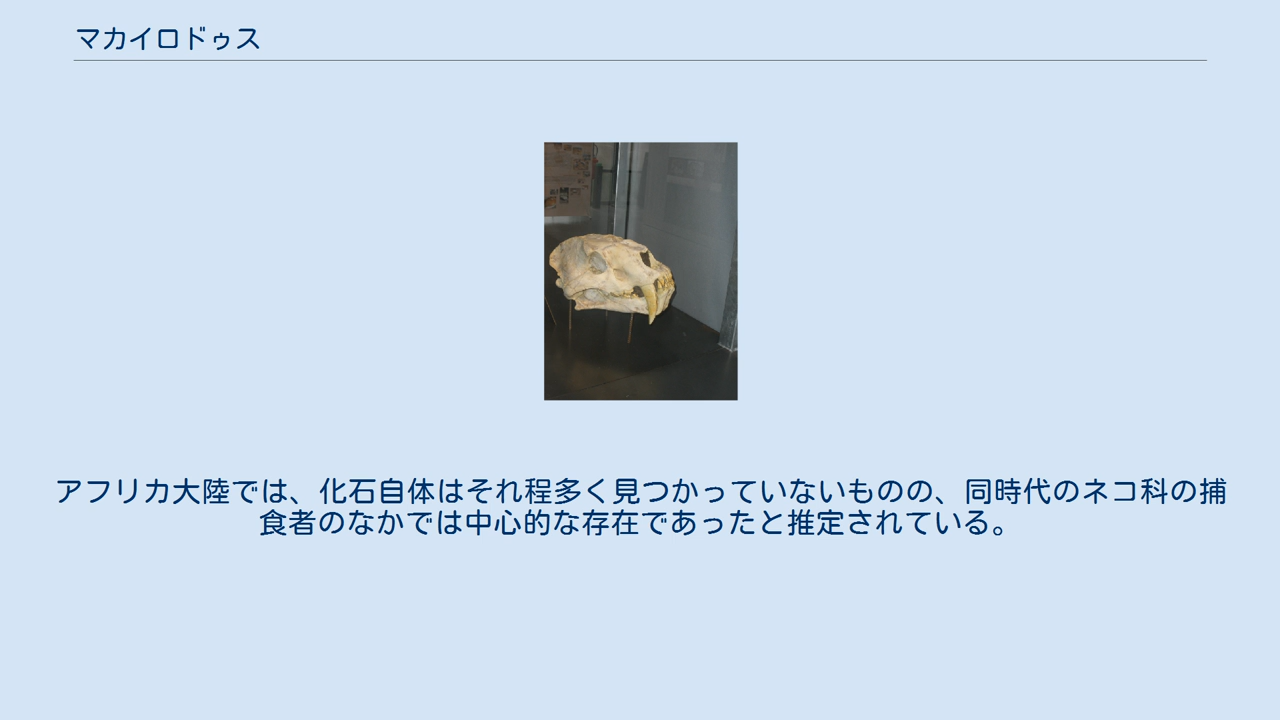 マカイロドゥス
アフリカ大陸では、化石自体はそれ程多く見つかっていないものの、同時代のネコ科の捕
食者のなかでは中心的な存在であったと推定されている。